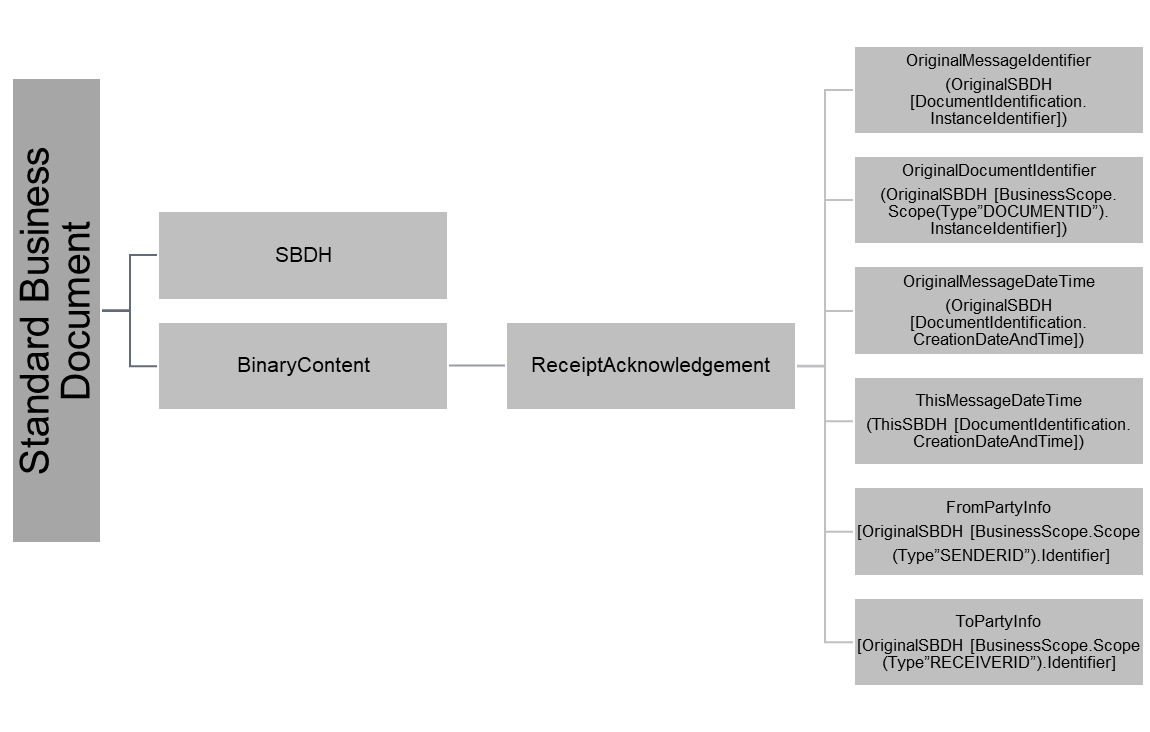 Standard Business
Document
SBDH
BinaryContent
ReceiptAcknowledgement
OriginalMessageIdentifier
(OriginalSBDH
[DocumentIdentification.
InstanceIdentifier])
OriginalDocumentIdentifier
(OriginalSBDH [BusinessScope.
Scope(Type”DOCUMENTID”).
InstanceIdentifier])
OriginalMessageDateTime
(OriginalSBDH
[DocumentIdentification.
CreationDateAndTime])
ThisMessageDateTime
(ThisSBDH [DocumentIdentification.
CreationDateAndTime])
FromPartyInfo
[OriginalSBDH [BusinessScope.Scope
(Type”SENDERID”).Identifier]
ToPartyInfo
[OriginalSBDH [BusinessScope.Scope
(Type”RECEIVERID”).Identifier]